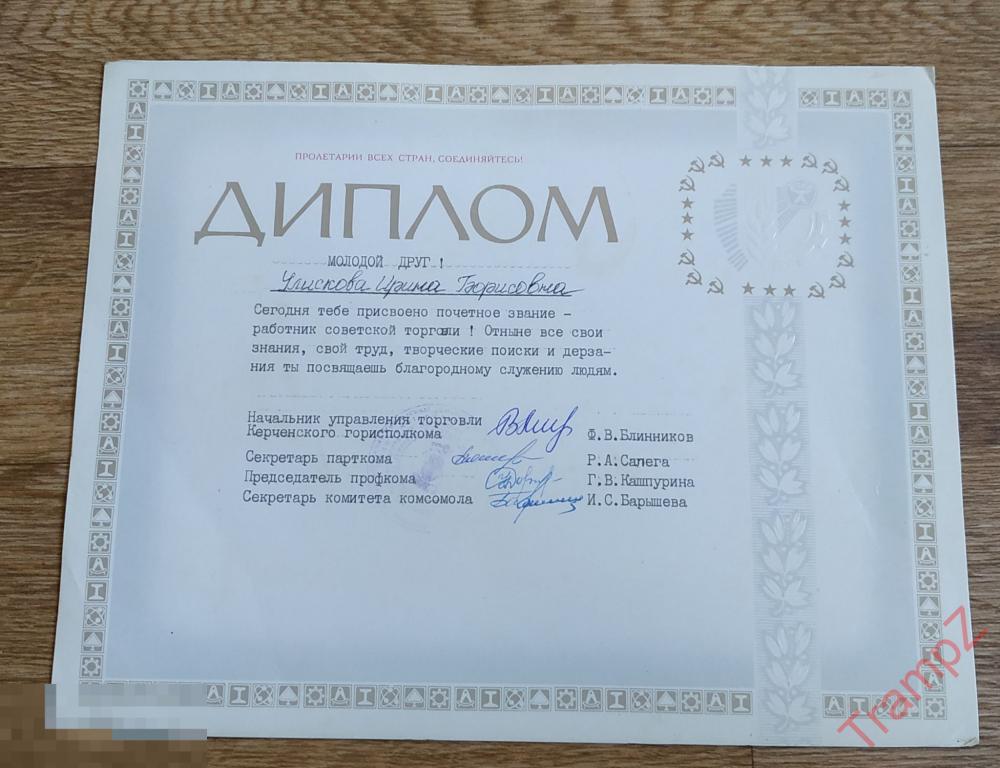 ПРОЛЕТАРИИ ВСЕХ СТРАН, СОЕДИНЯЙТЕСЬ!
ДИПЛОМ
МОЛОДОЙ ДРУГ !
Ирина Борисовна
Сегодня тебе присвоено почетное звание –
работник советской торговли ! Отныне все свои
знания, свой труд, творческие поиски и дерза-
ния ты посвящаешь благородному служению людям.
Начальник управления торговли
Керченского горисполкома Ф.В.Блинников
Секретарь парткома Р.А.Салега
Председатель профкома Г.В.Кашпурина
Секретарь комитета комсомола И.С.Барышева
TrampZ